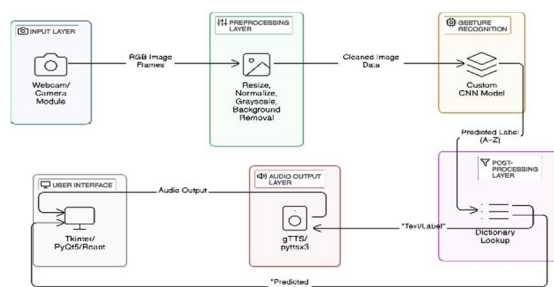 INPUT LAYER
Webcam/
Camera
Module
RGB Image
Frames
PREPROCESSING
LAYER
Resize,
Normalize,
Grayscale,
Background
Removal
Cleaned Image
Data
GESTURE
RECOGNITION
Custom
CNN Model
Predicted Label
(A-Z)
POST-
PROCESSING
LAYER
Dictionary
Lookup
"Text/Label"
AUDIO OUTPUT
LAYER
gTTS/
pyttsx3
Audio Output
USER INTERFACE
Tkinter/
PyQt5/React
"Predicted